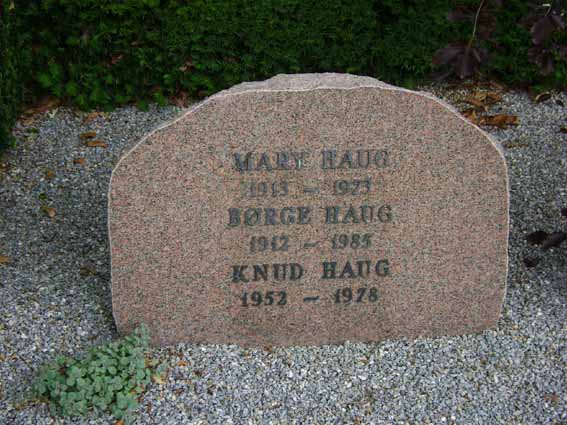 MARY HAUG
1913 – 1973
BØRGE HAUG
1912 – 1985
KNUD HAUG
1952 – 1978